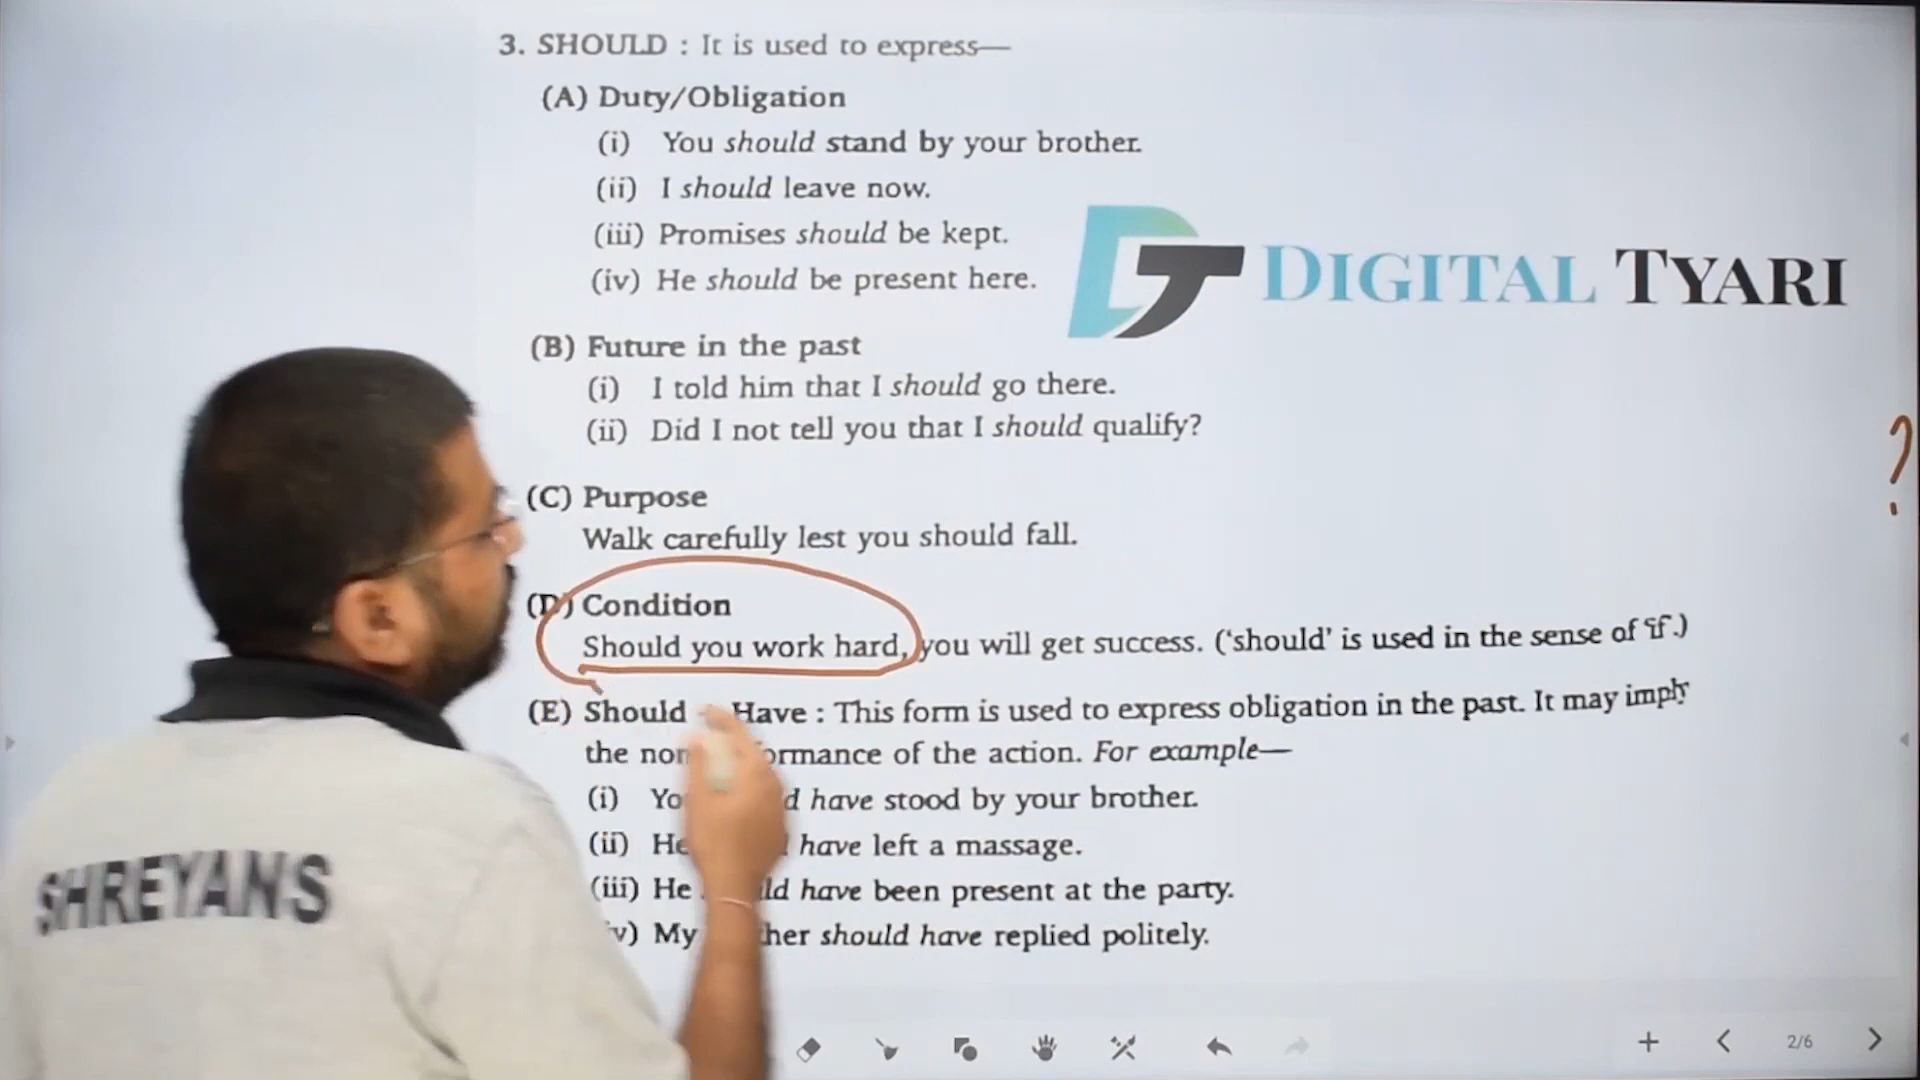 3. SHOULD : It is used to express—
(A) Duty/Obligation
(i) You should stand by your brother.
(ii) I should leave now.
(iii) Promises should be kept.
(iv) He should be present here.
DIGITAL TYARI
(B) Future in the past
(i) I told him that I should go there.
(ii) Did I not tell you that I should qualify?
?
(C) Purpose
Walk carefully lest you should fall.
(D) Condition
Should you work hard, you will get success. ('should' is used in the sense of 'if'.)
(E) Should Have : This form is used to express obligation in the past. It may imply
the of the action. For example—
(i) have stood by your brother.
(ii) have left a massage.
(iii) He have been present at the party.
My should have replied politely.
SHREYANS
2/6